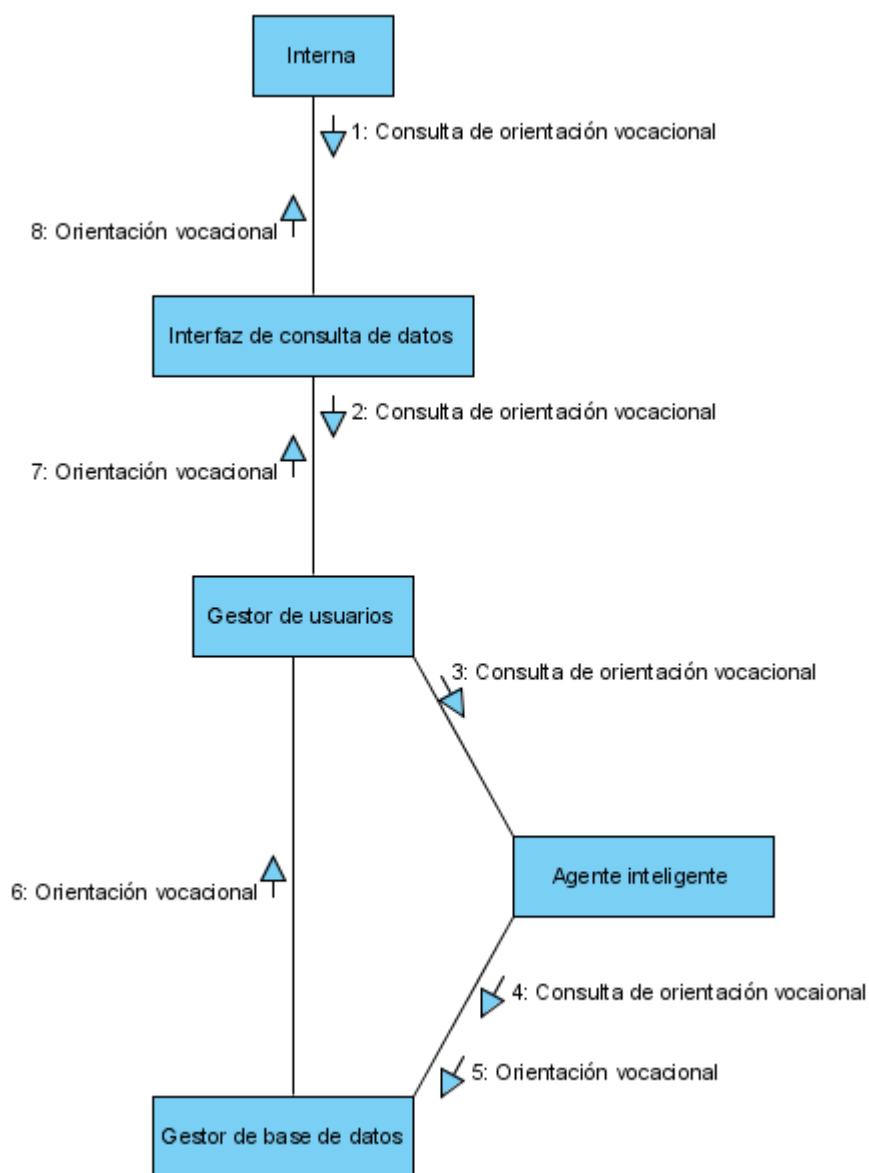 Interna
1: Consulta de orientación vocacional
8: Orientación vocacional
Interfaz de consulta de datos
2: Consulta de orientación vocacional
7: Orientación vocacional
Gestor de usuarios
3: Consulta de orientación vocacional
Agente inteligente
6: Orientación vocacional
4: Consulta de orientación vocaional
5: Orientación vocacional
Gestor de base de datos